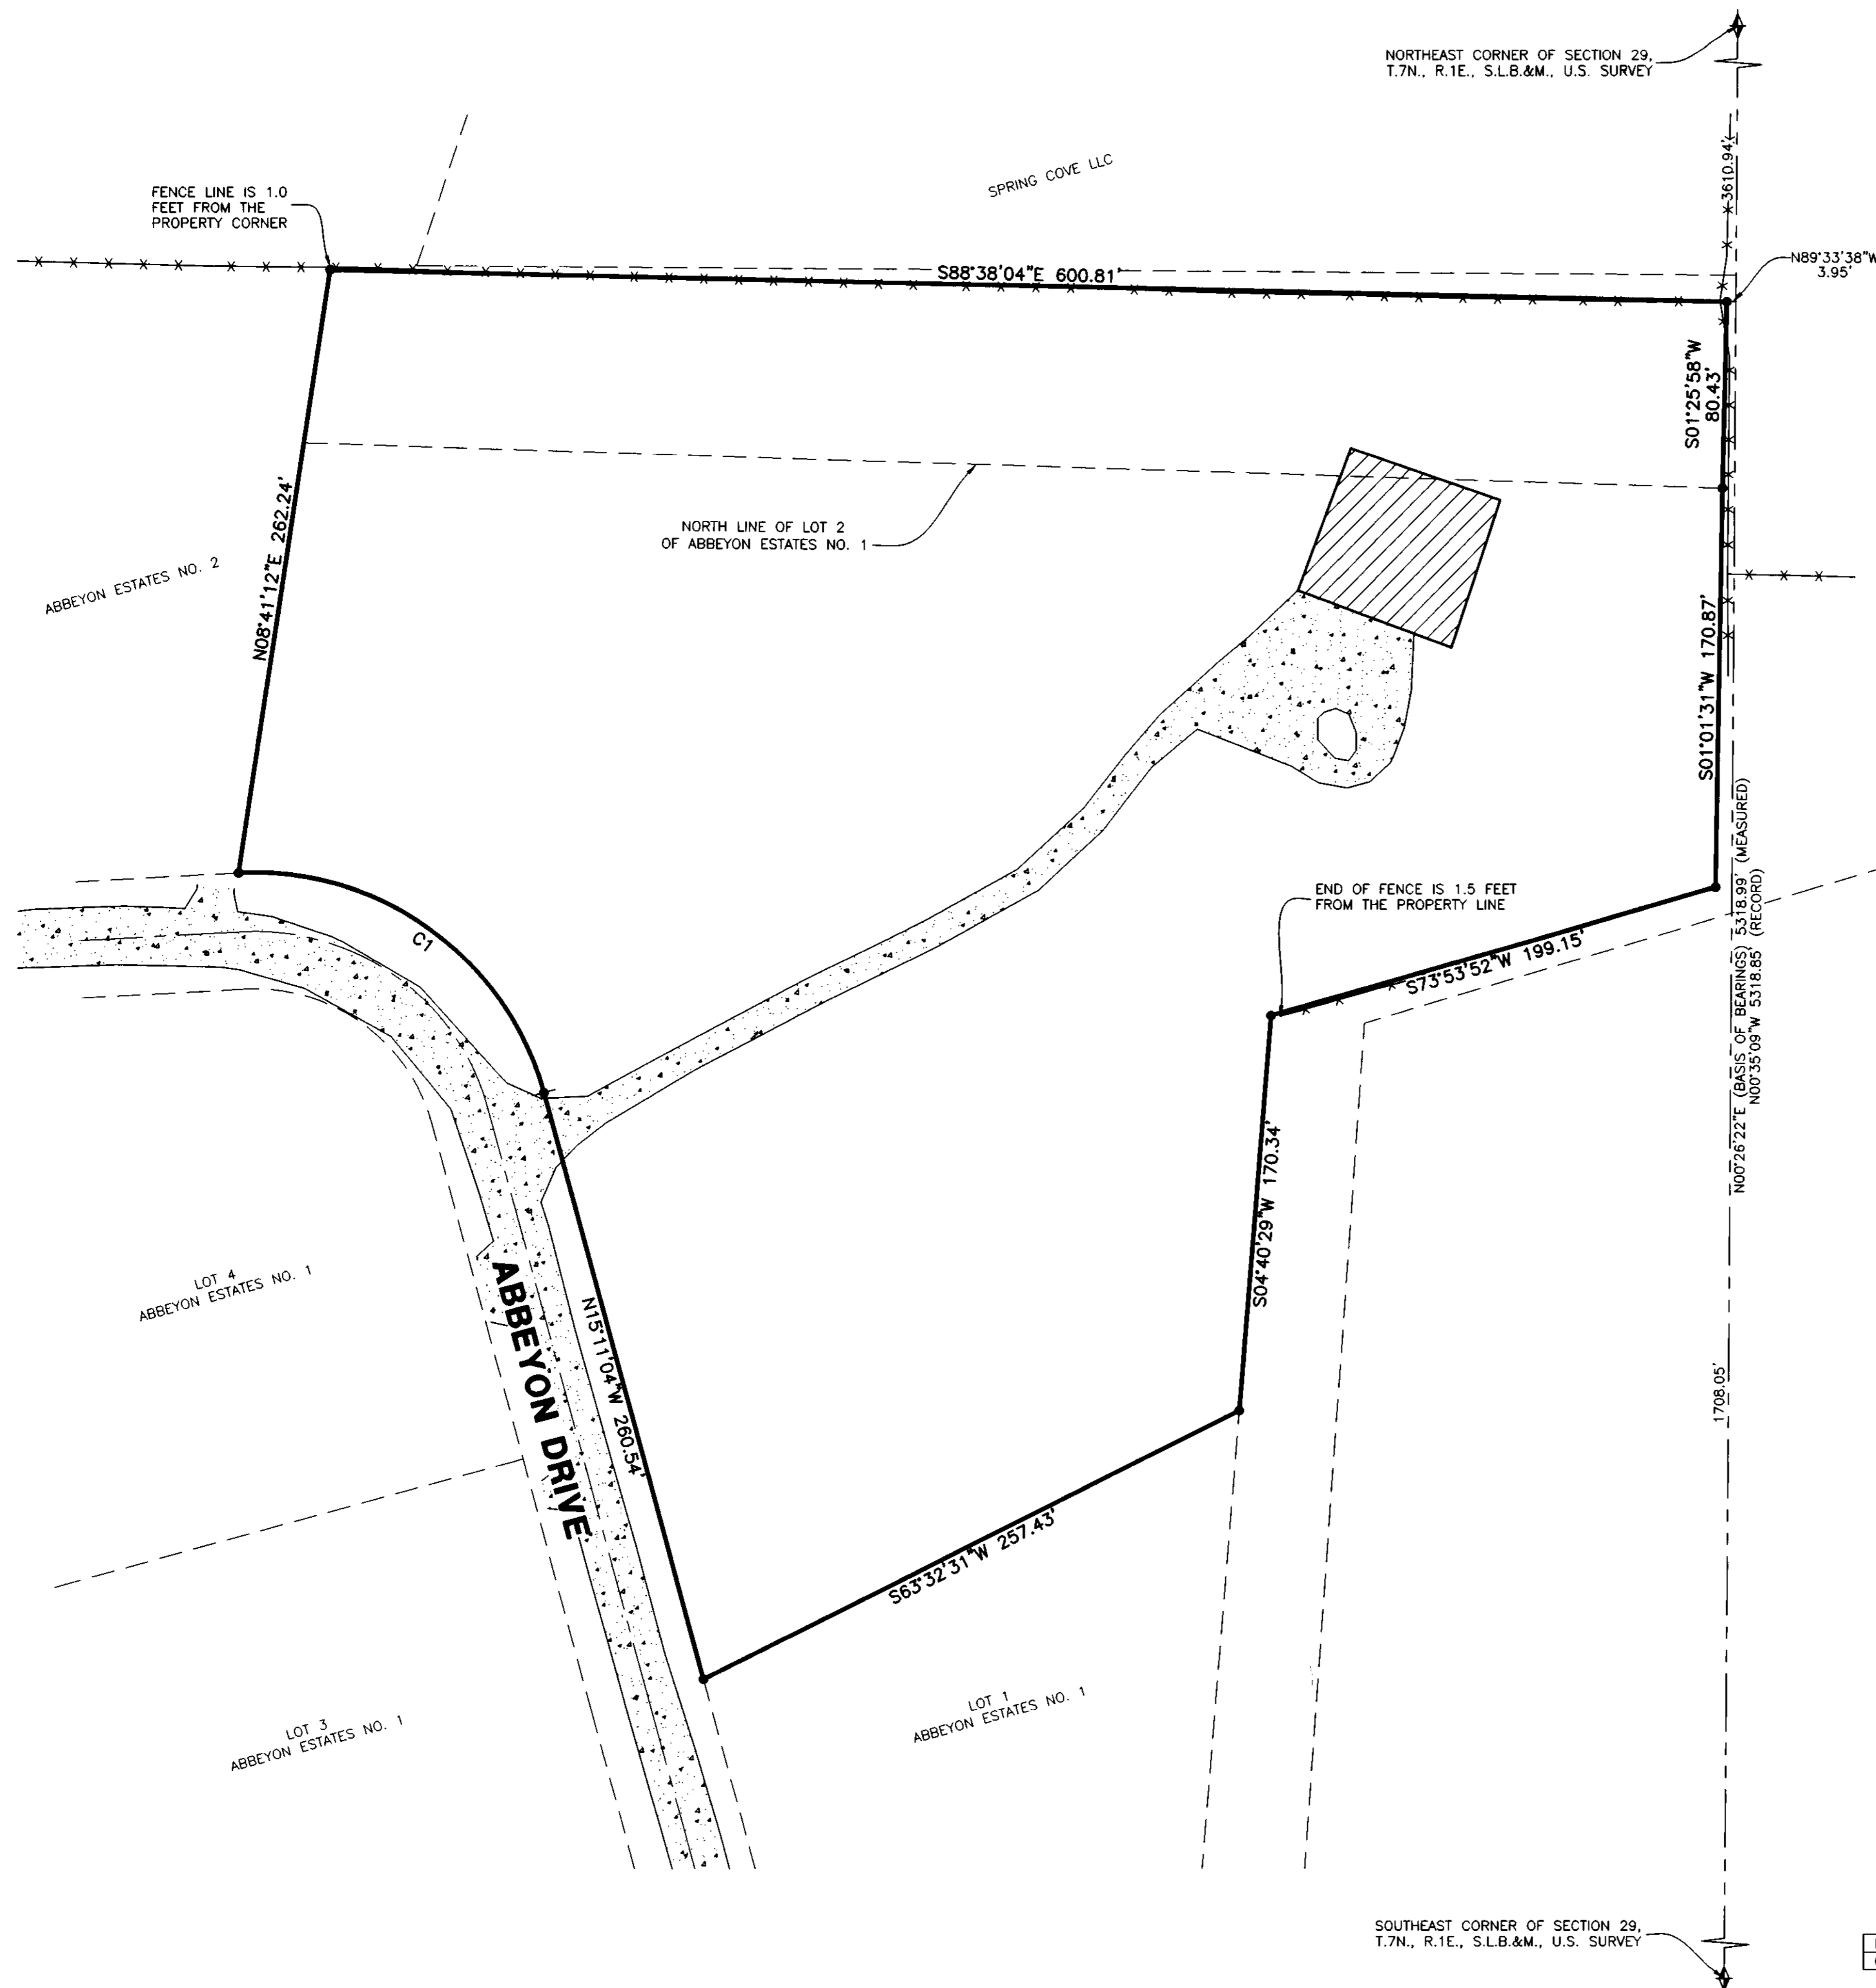 NORTHEAST CORNER OF SECTION 29,
T.7N., R.1E., S.L.B.&M., U.S. SURVEY
3610.94'
SPRING COVE LLC
FENCE LINE IS 1.0
FEET FROM THE
PROPERTY CORNER
S88°38'04"E 600.81'
N89°33'38"W
3.95'
S01°25'58"W
80.43'
N08°41'12"E 262.24'
NORTH LINE OF LOT 2
OF ABBEYON ESTATES NO. 1
ABBEYON ESTATES NO. 2
S01°01'31"W 170.87'
C1
END OF FENCE IS 1.5 FEET
FROM THE PROPERTY LINE
S73°53'52"W 199.15'
N00°26'22"E (BASIS OF BEARINGS) 5318.99' (MEASURED)
N00°35'09"W 5318.85' (RECORD)
S04°40'29"W 170.34'
LOT 4
ABBEYON ESTATES NO. 1
ABBEYON DRIVE
N15°11'04"W 260.54'
1708.05'
S63°32'31"W 257.43'
LOT 3
ABBEYON ESTATES NO. 1
LOT 1
ABBEYON ESTATES NO. 1
SOUTHEAST CORNER OF SECTION 29,
T.7N., R.1E., S.L.B.&M., U.S. SURVEY